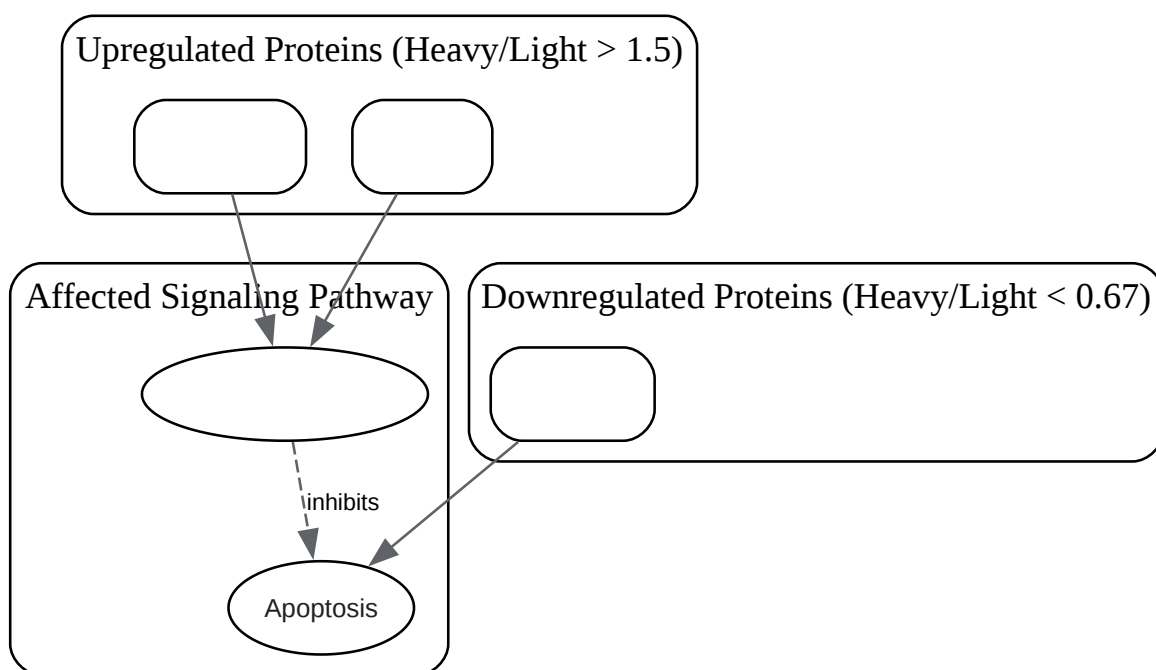 Upregulated Proteins (Heavy/Light > 1.5)
Affected Signaling Pathway
Downregulated Proteins (Heavy/Light < 0.67)
inhibits
Apoptosis